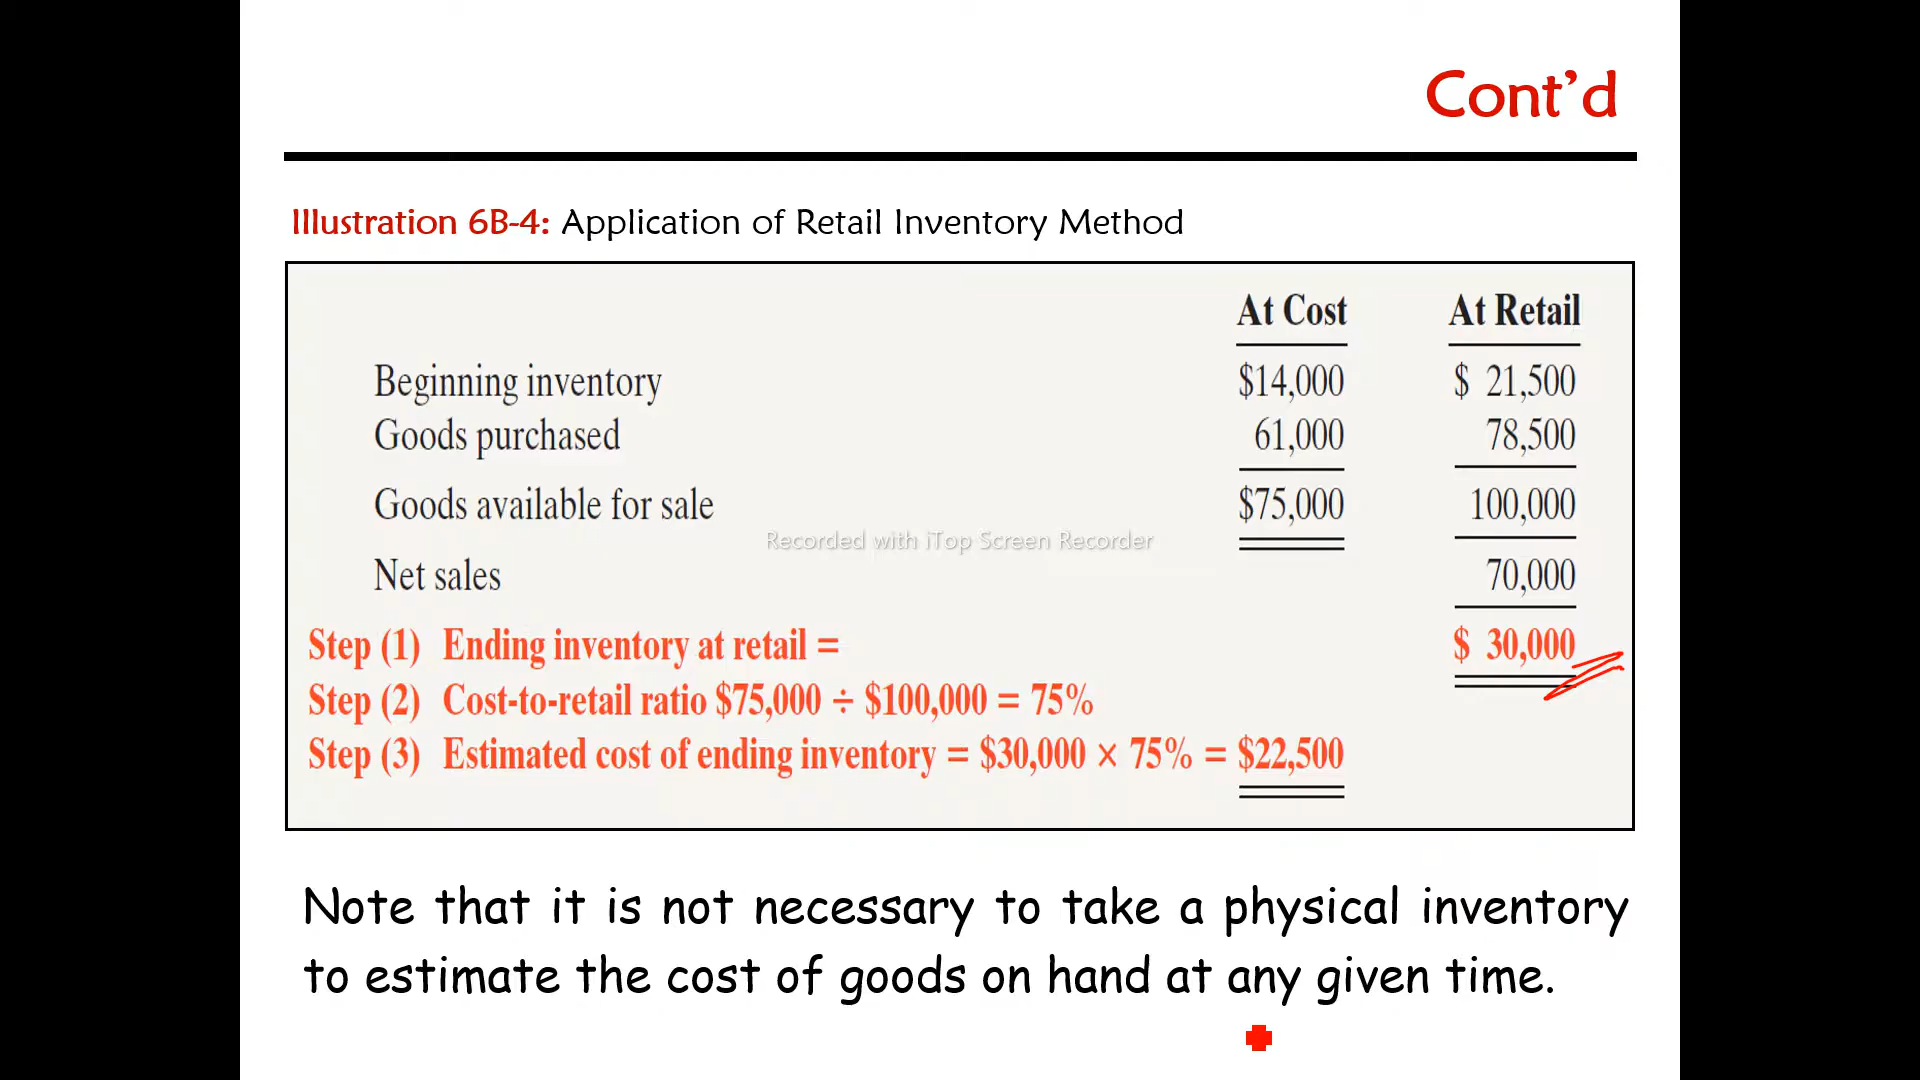 Cont'd
Illustration 6B-4: Application of Retail Inventory Method
At Cost At Retail
Beginning inventory $14,000 $ 21,500
Goods purchased 61,000 78,500
Goods available for sale $75,000 100,000
Recorded with iTop Screen Recorder
Net sales 70,000
Step (1) Ending inventory at retail = $ 30,000
Step (2) Cost-to-retail ratio $75,000 ÷ $100,000 = 75%
Step (3) Estimated cost of ending inventory = $30,000 × 75% = $22,500
Note that it is not necessary to take a physical inventory
to estimate the cost of goods on hand at any given time.